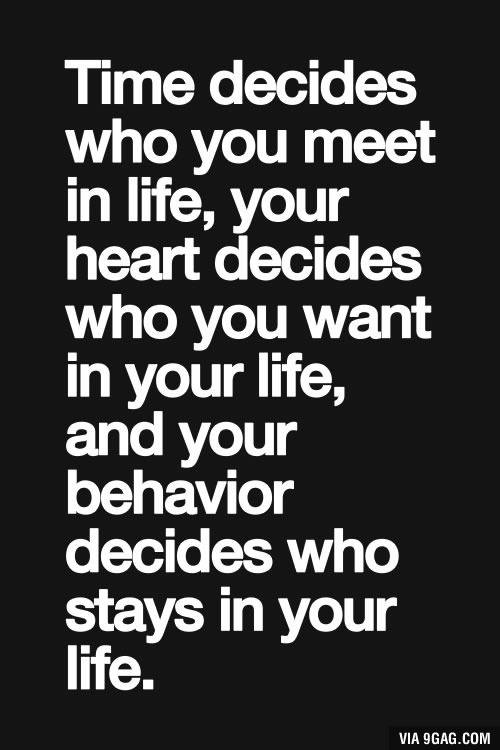 Time decides
who you meet
in life, your
heart decides
who you want
in your life,
and your
behavior
decides who
stays in your
life.
VIA 9GAG.COM